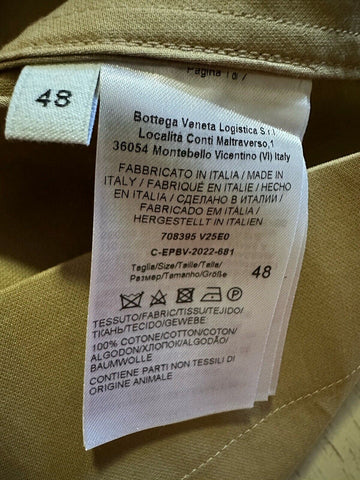 Pagina 1 di 7
48
Bottega Veneta Logistica S.r.l
Località Conti Maltraverso,1
36054 Montebello Vicentino (VI) Italy
FABBRICATO IN ITALIA / MADE IN
ITALY / FABRIQUÉ EN ITALIE / HECHO
EN ITALIA / СДЕЛАНО В ИТАЛИИ /
FABRICADO EM ITALIA /
HERGESTELLT IN ITALIEN
708395 V25E0
C-EPBV-2022-6B1
Taglia/Size/Taille/Talla/
Размер/Tamanho/Größe
48
TESSUTO/FABRIC/TISSU/TEJIDO/
ТКАНЬ/TECIDO/GEWEBE
100% COTONE/COTTON/COTON/
ALGODON/ХЛОПОК/ALGODÃO/
BAUMWOLLE
CONTIENE PARTI NON TESSILI DI
ORIGINE ANIMALE